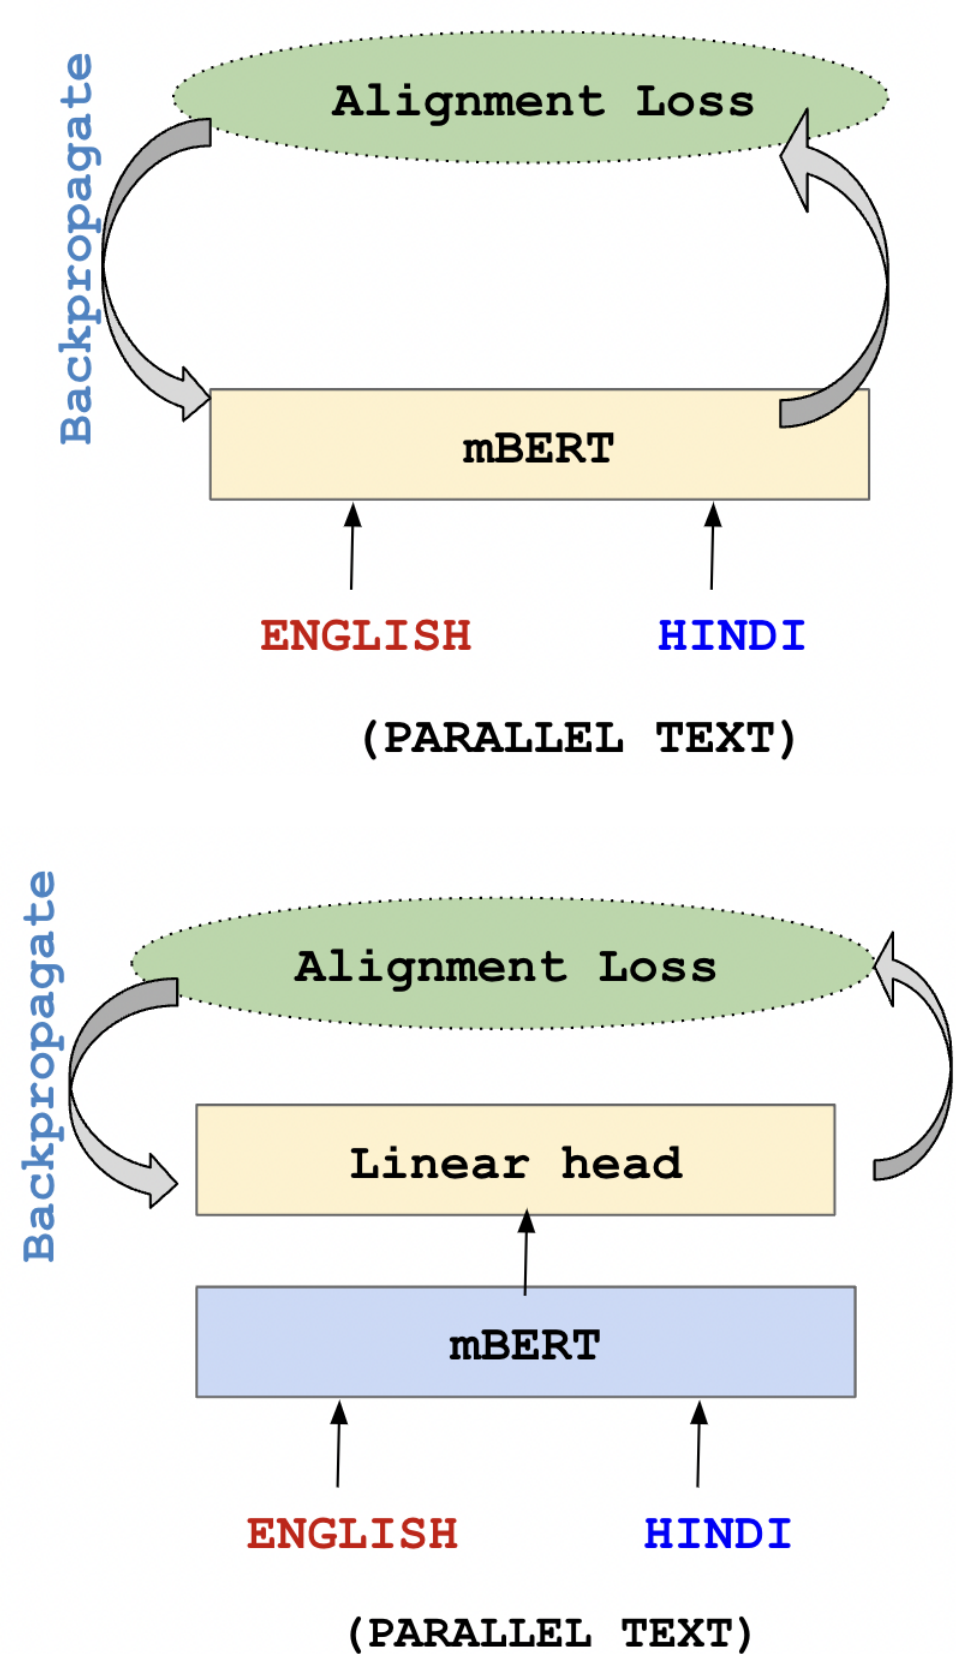 Backpropagate
Alignment Loss
mBERT
ENGLISH HINDI
(PARALLEL TEXT)
Backpropagate
Alignment Loss
Linear head
mBERT
ENGLISH HINDI
(PARALLEL TEXT)